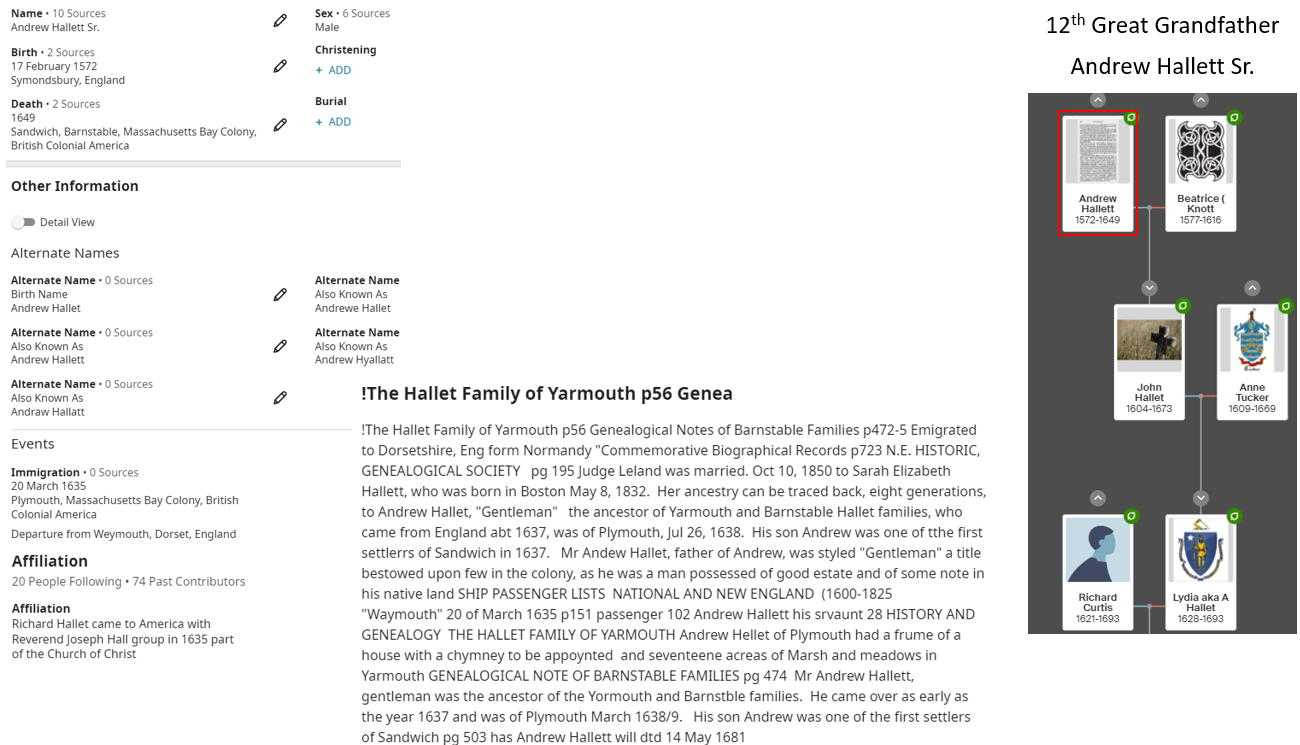 Name • 10 Sources
Andrew Hallett Sr.
Sex • 6 Sources
Male
Birth • 2 Sources
17 February 1572
Symondsbury, England
Christening
+ ADD
Death • 2 Sources
1649
Sandwich, Barnstable, Massachusetts Bay Colony,
British Colonial America
Burial
+ ADD
Other Information
Detail View
Alternate Names
Alternate Name • 0 Sources
Birth Name
Andrew Hallet
Alternate Name
Also Known As
Andrewe Hallet
Alternate Name • 0 Sources
Also Known As
Andrew Hallett
Alternate Name
Also Known As
Andrew Hyallatt
Alternate Name • 0 Sources
Also Known As
Andraw Hallatt
Events
Immigration • 0 Sources
20 March 1635
Plymouth, Massachusetts Bay Colony, British
Colonial America
Departure from Weymouth, Dorset, England
Affiliation
20 People Following • 74 Past Contributors
Affiliation
Richard Hallet came to America with
Reverend Joseph Hall group in 1635 part
of the Church of Christ
!The Hallet Family of Yarmouth p56 Genea
!The Hallet Family of Yarmouth p56 Genealogical Notes of Barnstable Families p472-5 Emigrated
to Dorsetshire, Eng form Normandy "Commemorative Biographical Records p723 N.E. HISTORIC,
GENEALOGICAL SOCIETY pg 195 Judge Leland was married. Oct 10, 1850 to Sarah Elizabeth
Hallett, who was born in Boston May 8, 1832. Her ancestry can be traced back, eight generations,
to Andrew Hallet, "Gentleman" the ancestor of Yarmouth and Barnstable Hallet families, who
came from England abt 1637, was of Plymouth, Jul 26, 1638. His son Andrew was one of tthe first
settlerrs of Sandwich in 1637. Mr Andew Hallet, father of Andrew, was styled "Gentleman" a title
bestowed upon few in the colony, as he was a man possessed of good estate and of some note in
his native land SHIP PASSENGER LISTS NATIONAL AND NEW ENGLAND (1600-1825
"Waymouth" 20 of March 1635 p151 passenger 102 Andrew Hallett his srvaunt 28 HISTORY AND
GENEALOGY THE HALLET FAMILY OF YARMOUTH Andrew Hellet of Plymouth had a frume of a
house with a chymney to be appoynted and seventeene acreas of Marsh and meadows in
Yarmouth GENEALOGICAL NOTE OF BARNSTABLE FAMILIES pg 474 Mr Andrew Hallett,
gentleman was the ancestor of the Yormouth and Barnstble families. He came over as early as
the year 1637 and was of Plymouth March 1638/9. His son Andrew was one of the first settlers
of Sandwich pg 503 has Andrew Hallett will dtd 14 May 1681
12th Great Grandfather
Andrew Hallett Sr.
Andrew
Hallett
1572-1649
Beatrice (
Knott
1577-1616
John
Hallet
1604-1673
Anne
Tucker
1609-1669
Richard
Curtis
1621-1693
Lydia aka A
Hallet
1628-1693